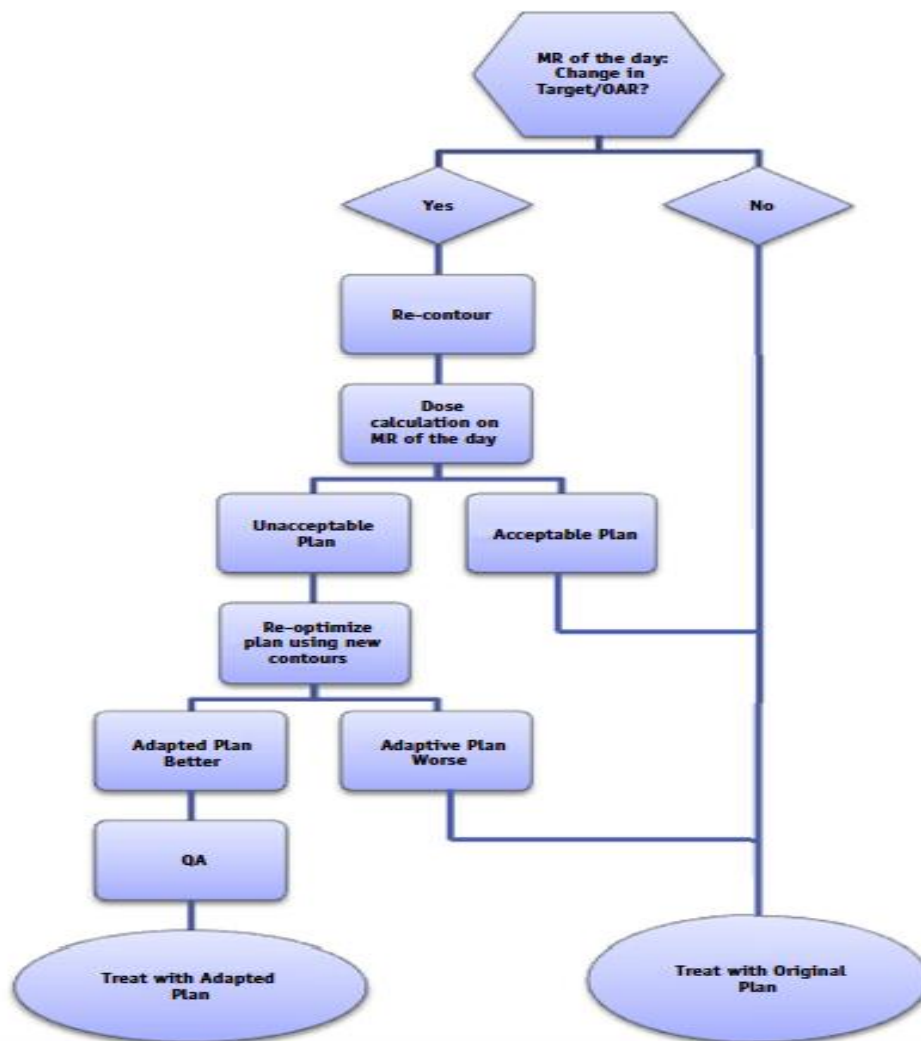 MR of the day:
Change in
Target/OAR?
Yes
No
Re-contour
Dose
calculation on
MR of the day
Unacceptable
Plan
Acceptable Plan
Re-optimize
plan using new
contours
Adapted Plan
Better
Adaptive Plan
Worse
QA
Treat with Adapted
Plan
Treat with Original
Plan